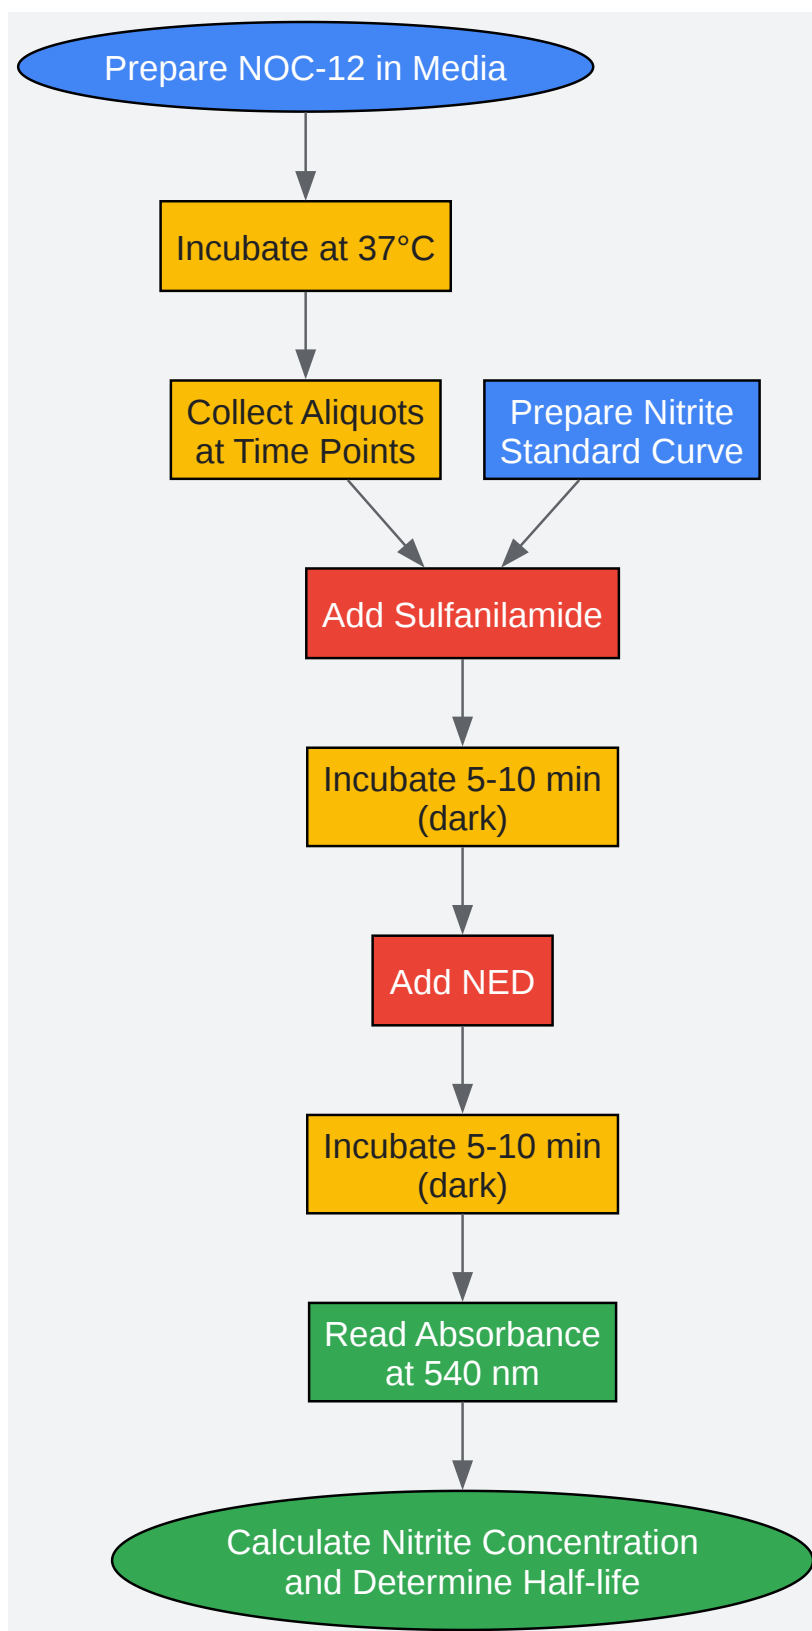 Prepare NOC-12 in Media
Incubate at 37°C
Collect Aliquots
at Time Points
Prepare Nitrite
Standard Curve
Add Sulfanilamide
Incubate 5-10 min
(dark)
Add NED
Incubate 5-10 min
(dark)
Read Absorbance
at 540 nm
Calculate Nitrite Concentration
and Determine Half-life